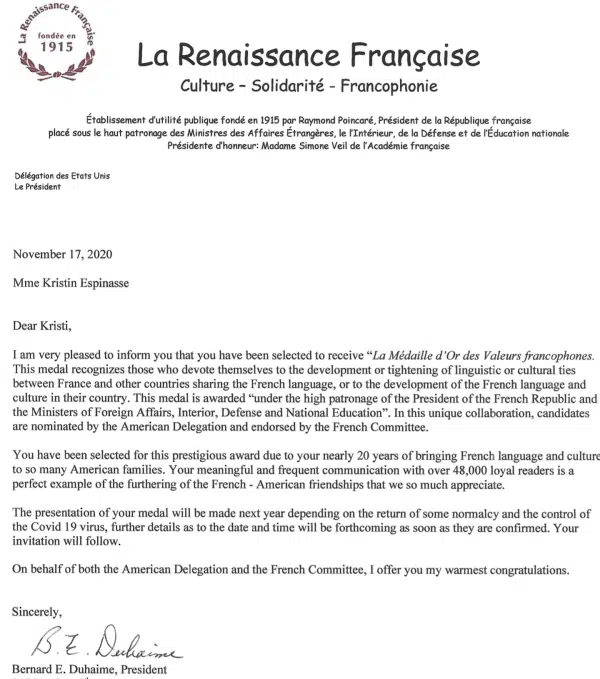 La Renaissance Française
fondée en
1915
La Renaissance Française
Culture – Solidarité - Francophonie
Établissement d'utilité publique fondé en 1915 par Raymond Poincaré, Président de la République française
placé sous le haut patronage des Ministres des Affaires Étrangères, le l'Intérieur, de la Défense et de l'Éducation nationale
Présidente d'honneur: Madame Simone Veil de l'Académie française
Délégation des Etats Unis
Le Président
November 17, 2020
Mme Kristin Espinasse
Dear Kristi,
I am very pleased to inform you that you have been selected to receive “La Médaille d’Or des Valeurs francophones.
This medal recognizes those who devote themselves to the development or tightening of linguistic or cultural ties
between France and other countries sharing the French language, or to the development of the French language and
culture in their country. This medal is awarded “under the high patronage of the President of the French Republic and
the Ministers of Foreign Affairs, Interior, Defense and National Education”. In this unique collaboration, candidates
are nominated by the American Delegation and endorsed by the French Committee.
You have been selected for this prestigious award due to your nearly 20 years of bringing French language and culture
to so many American families. Your meaningful and frequent communication with over 48,000 loyal readers is a
perfect example of the furthering of the French - American friendships that we so much appreciate.
The presentation of your medal will be made next year depending on the return of some normalcy and the control of
the Covid 19 virus, further details as to the date and time will be forthcoming as soon as they are confirmed. Your
invitation will follow.
On behalf of both the American Delegation and the French Committee, I offer you my warmest congratulations.
Sincerely,
B. E. Duhaime
Bernard E. Duhaime, President